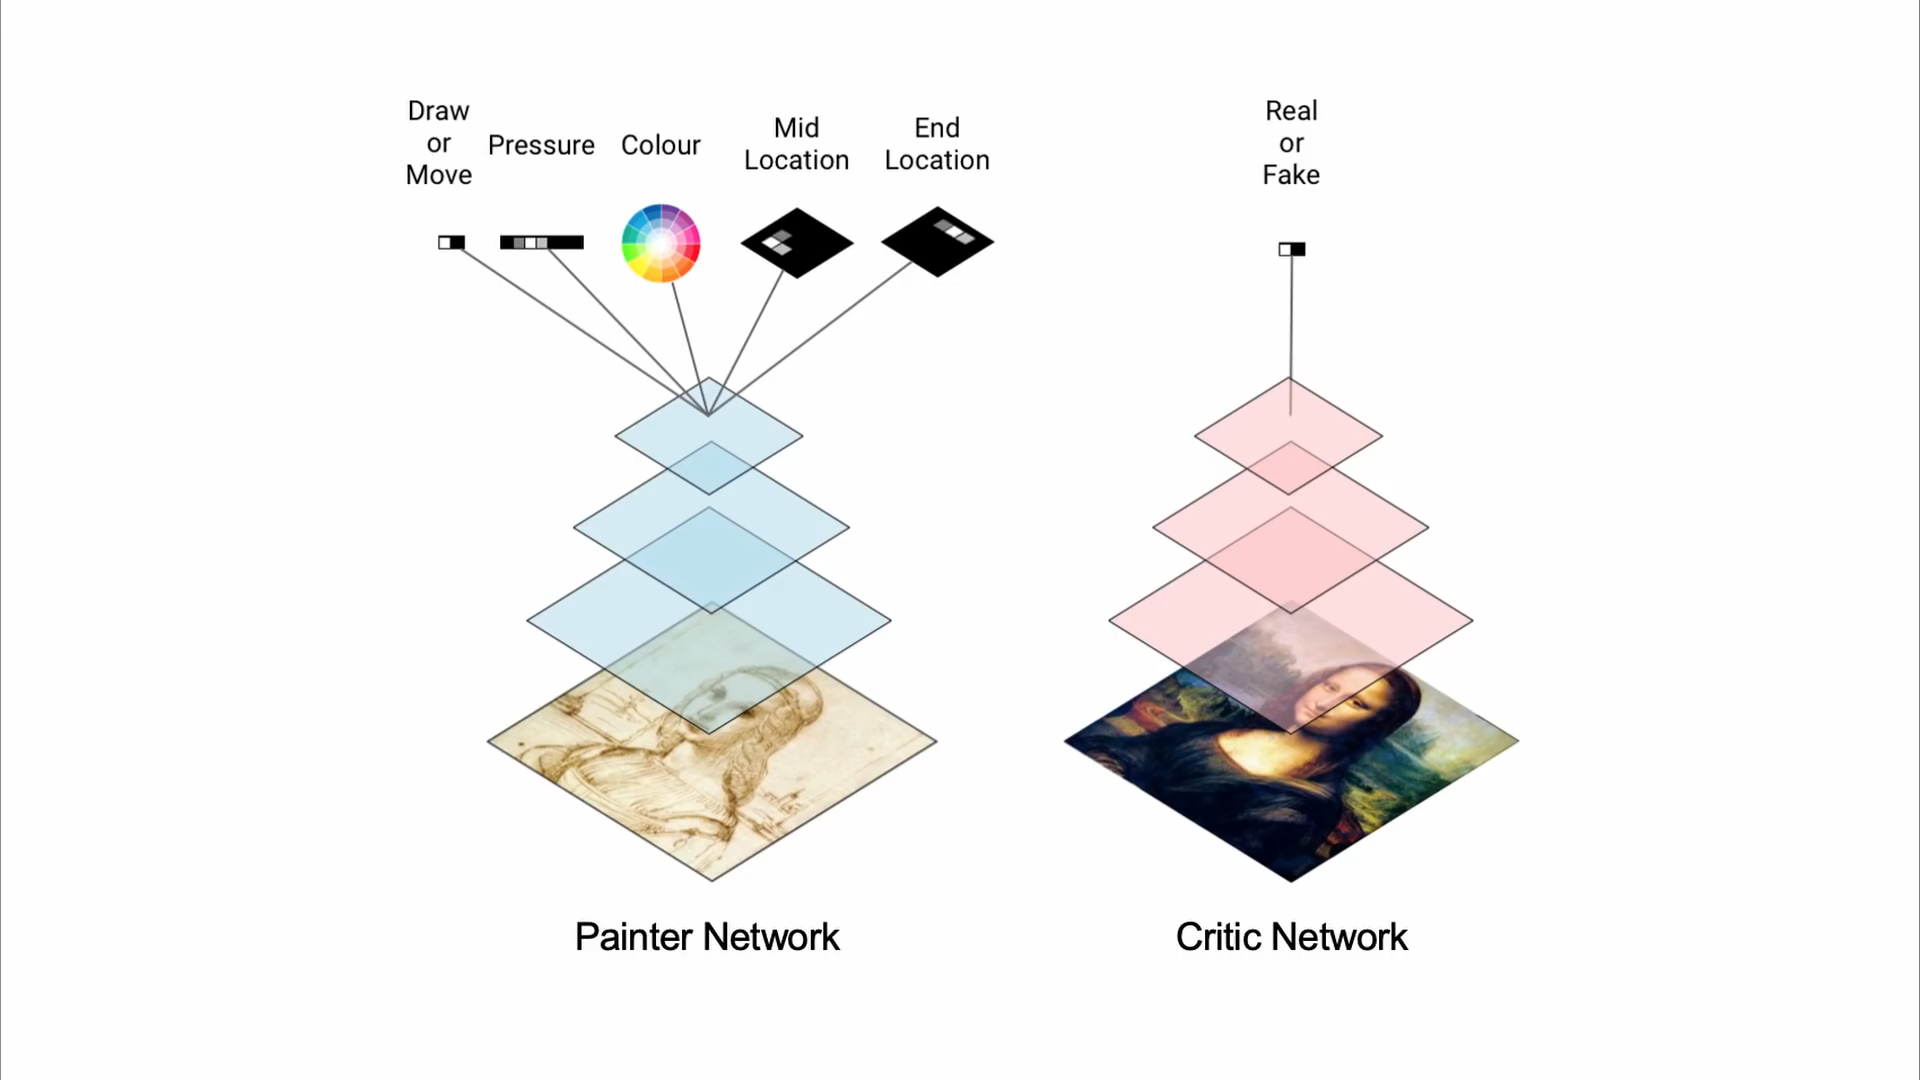 Draw
or
Move
Pressure
Colour
Mid
Location
End
Location
Real
or
Fake
Painter Network
Critic Network